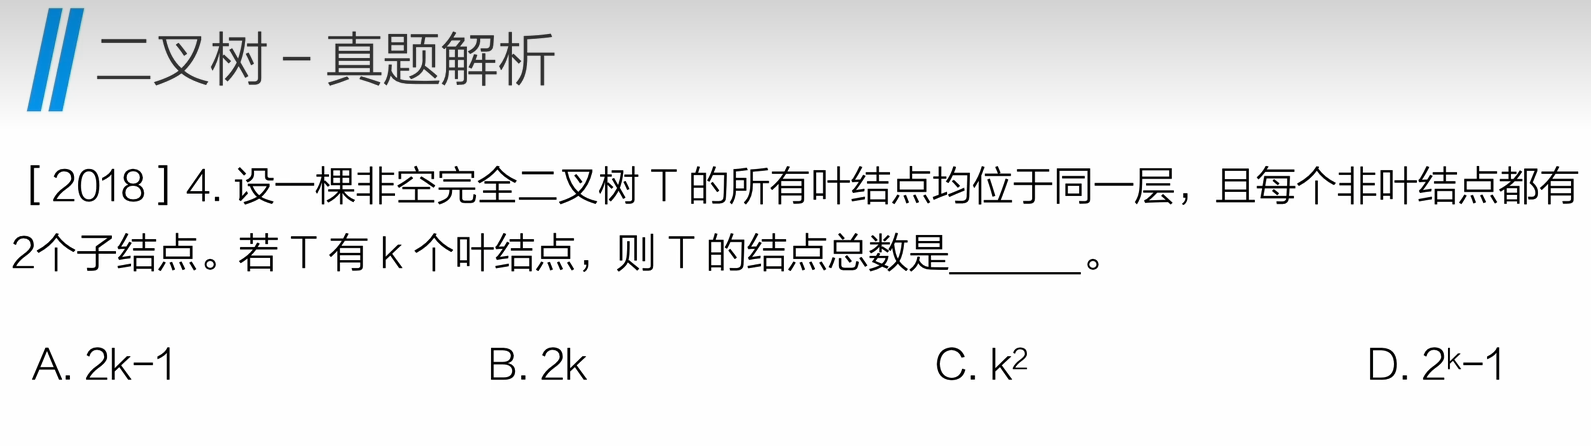 二叉树 – 真题解析
[ 2018 ] 4. 设一棵非空完全二叉树 T 的所有叶结点均位于同一层，且每个非叶结点都有
2个子结点。若 T 有 k 个叶结点，则 T 的结点总数是______。
A. 2k−1 B. 2k C. k² D. 2ᵏ−1